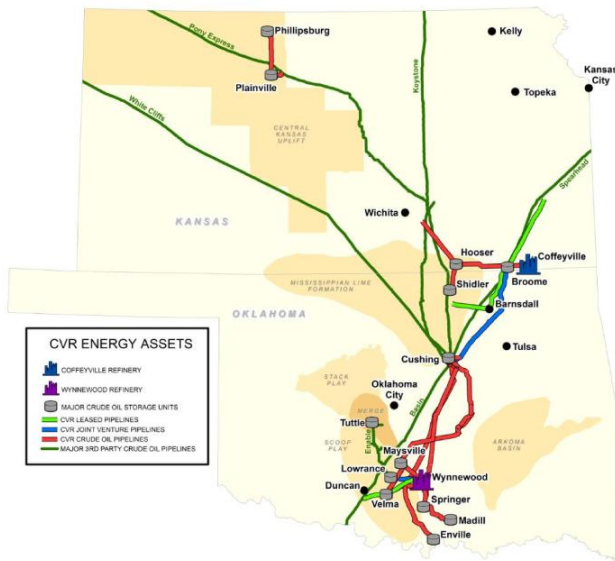 Phillipsburg
Kelly
Pony Express
Kansas
City
Plainville
Keystone
Topeka
White Cliffs
CENTRAL
KANSAS
UPLIFT
Spearhead
Wichita
KANSAS
Hooser
Coffeyville
Broome
Shidler
MISSISSIPPIAN LIME
FORMATION
Barnsdall
OKLAHOMA
CVR ENERGY ASSETS
COFFEYVILLE REFINERY
WYNNEWOOD REFINERY
MAJOR CRUDE OIL STORAGE UNITS
CVR LEASED PIPELINES
CVR JOINT VENTURE PIPELINES
CVR CRUDE OIL PIPELINES
MAJOR 3RD PARTY CRUDE OIL PIPELINES
Cushing
Tulsa
STACK
PLAY
Oklahoma
City
Basin
MERGE
Tuttle
Enable
SCOOP
PLAY
Maysville
ARKOMA
BASIN
Lowrance
Wynnewood
Duncan
Velma
Springer
Madill
Enville